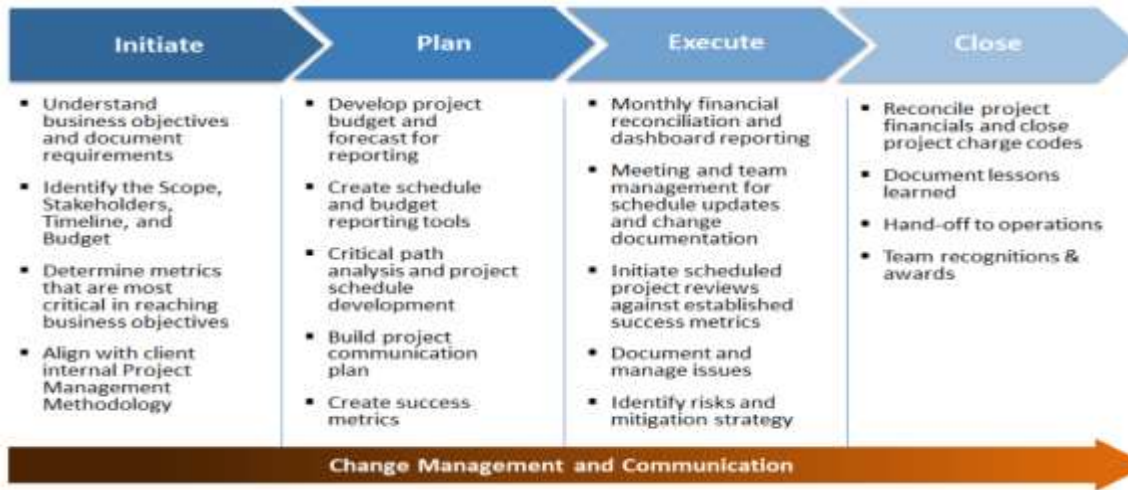 Initiate
Plan
Execute
Close
▪ Understand
business objectives
and document
requirements
▪ Identify the Scope,
Stakeholders,
Timeline, and
Budget
▪ Determine metrics
that are most
critical in reaching
business objectives
▪ Align with client
internal Project
Management
Methodology
▪ Develop project
budget and
forecast for
reporting
▪ Create schedule
and budget
reporting tools
▪ Critical path
analysis and project
schedule
development
▪ Build project
communication
plan
▪ Create success
metrics
▪ Monthly financial
reconciliation and
dashboard reporting
▪ Meeting and team
management for
schedule updates
and change
documentation
▪ Initiate scheduled
project reviews
against established
success metrics
▪ Document and
manage issues
▪ Identify risks and
mitigation strategy
▪ Reconcile project
financials and close
project charge codes
▪ Document lessons
learned
▪ Hand-off to operations
▪ Team recognitions &
awards
Change Management and Communication